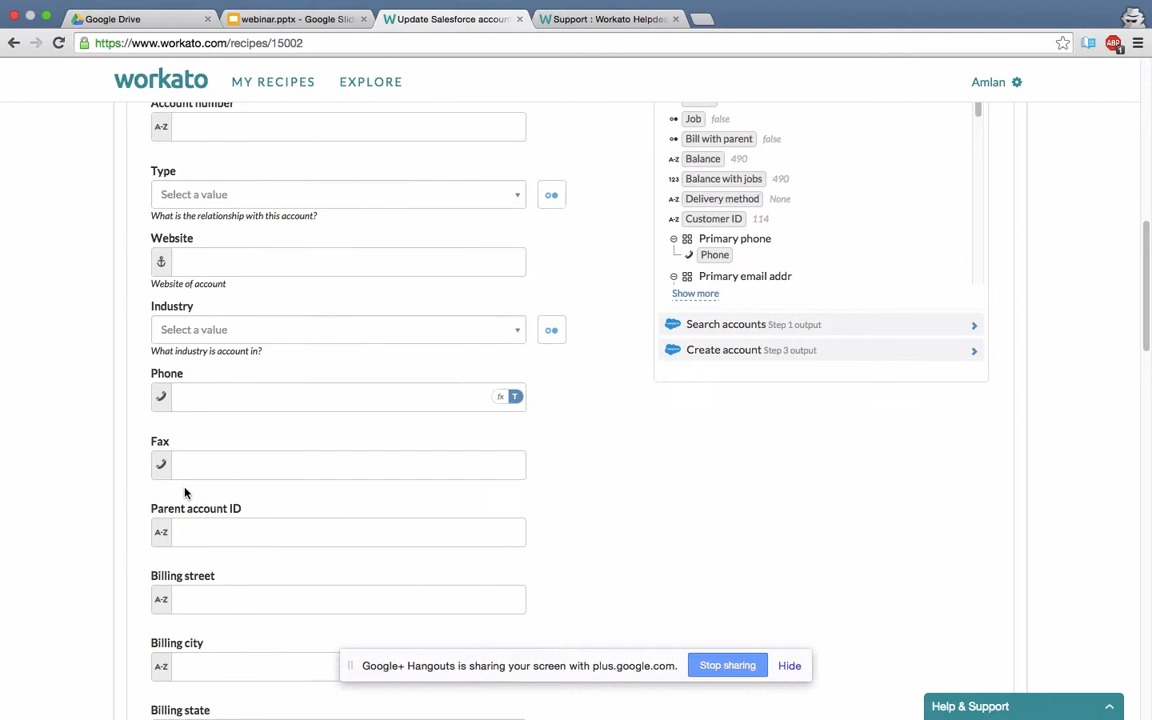 Google Drive
webinar.pptx - Google Slid
Update Salesforce account
Support : Workato Helpdes
https://www.workato.com/recipes/15002
ABP
1
workato
MY RECIPES
EXPLORE
Amlan
Account number
A-Z
Type
Select a value
What is the relationship with this account?
Website
Website of account
Industry
Select a value
What industry is account in?
Phone
fx T
Fax
Parent account ID
A-Z
Billing street
A-Z
Billing city
A-Z
Billing state
Job false
Bill with parent false
A-Z Balance 490
123 Balance with jobs 490
A-Z Delivery method None
A-Z Customer ID 114
Primary phone
Phone
Primary email addr
Show more
Search accounts Step 1 output
Create account Step 3 output
Google+ Hangouts is sharing your screen with plus.google.com.
Stop sharing
Hide
Help & Support